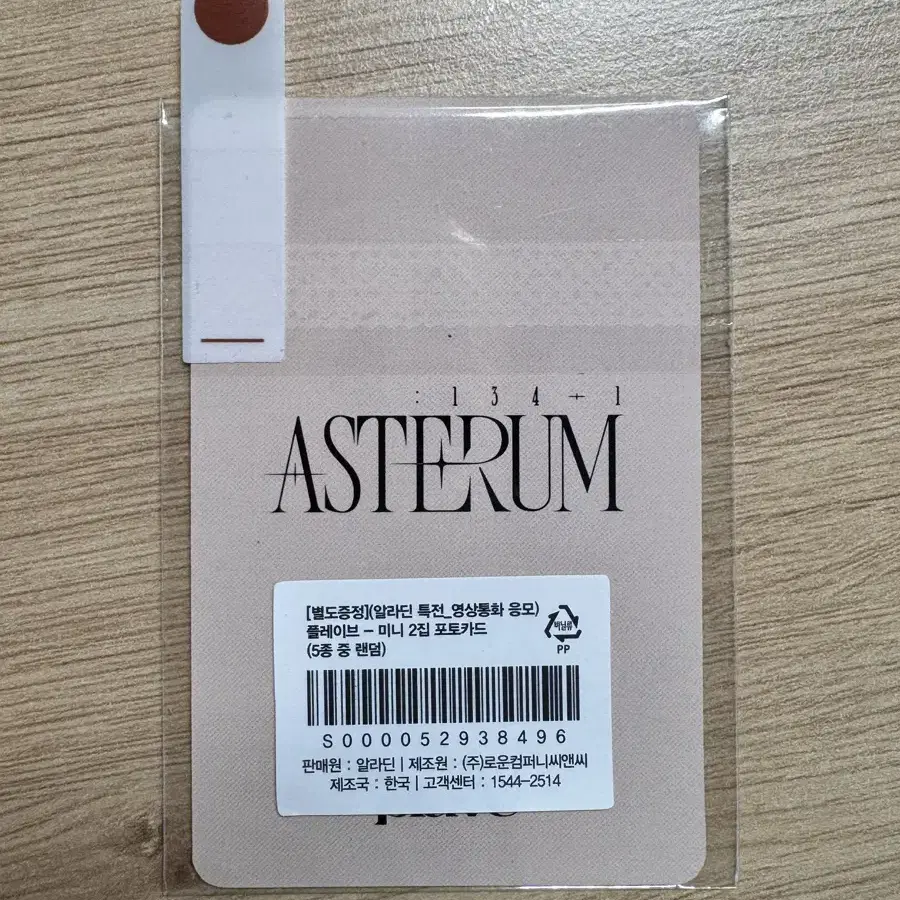 : 1 3 4 - 1
ASTERUM
[별도증정](알라딘 특전_영상통화 응모)
플레이브 - 미니 2집 포토카드
(5종 중 랜덤)
비닐류
PP
S000052938496
판매원 : 알라딘 | 제조원 : (주)로운컴퍼니씨앤씨
제조국 : 한국 | 고객센터 : 1544-2514